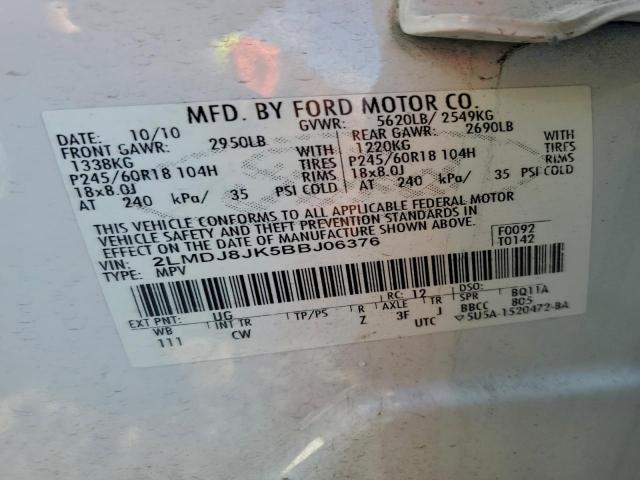 MFD. BY FORD MOTOR CO.
DATE: 10/10 GVWR: 5620LB/ 2549KG
FRONT GAWR: 2950LB REAR GAWR: 2690LB
1338KG WITH 1220KG WITH
P245/60R18 104H TIRES P245/60R18 104H TIRES
18x8.0J RIMS 18x8.0J RIMS
AT 240 kPa/ 35 PSI COLD AT 240 kPa/ 35 PSI COLD
THIS VEHICLE CONFORMS TO ALL APPLICABLE FEDERAL MOTOR
VEHICLE SAFETY AND THEFT PREVENTION STANDARDS IN
EFFECT ON THE DATE OF MANUFACTURE SHOWN ABOVE.
VIN: 2LMDJ8JK5BBJ06376 F0092
TYPE: MPV T0142
EXT PNT: UG RC: 12 DSO: BQ1TA
WB INT TR TP/PS R AXLE TR SPR 805
111 CW Z 3F J BBCC
UTC 5U5A-1520472-BA